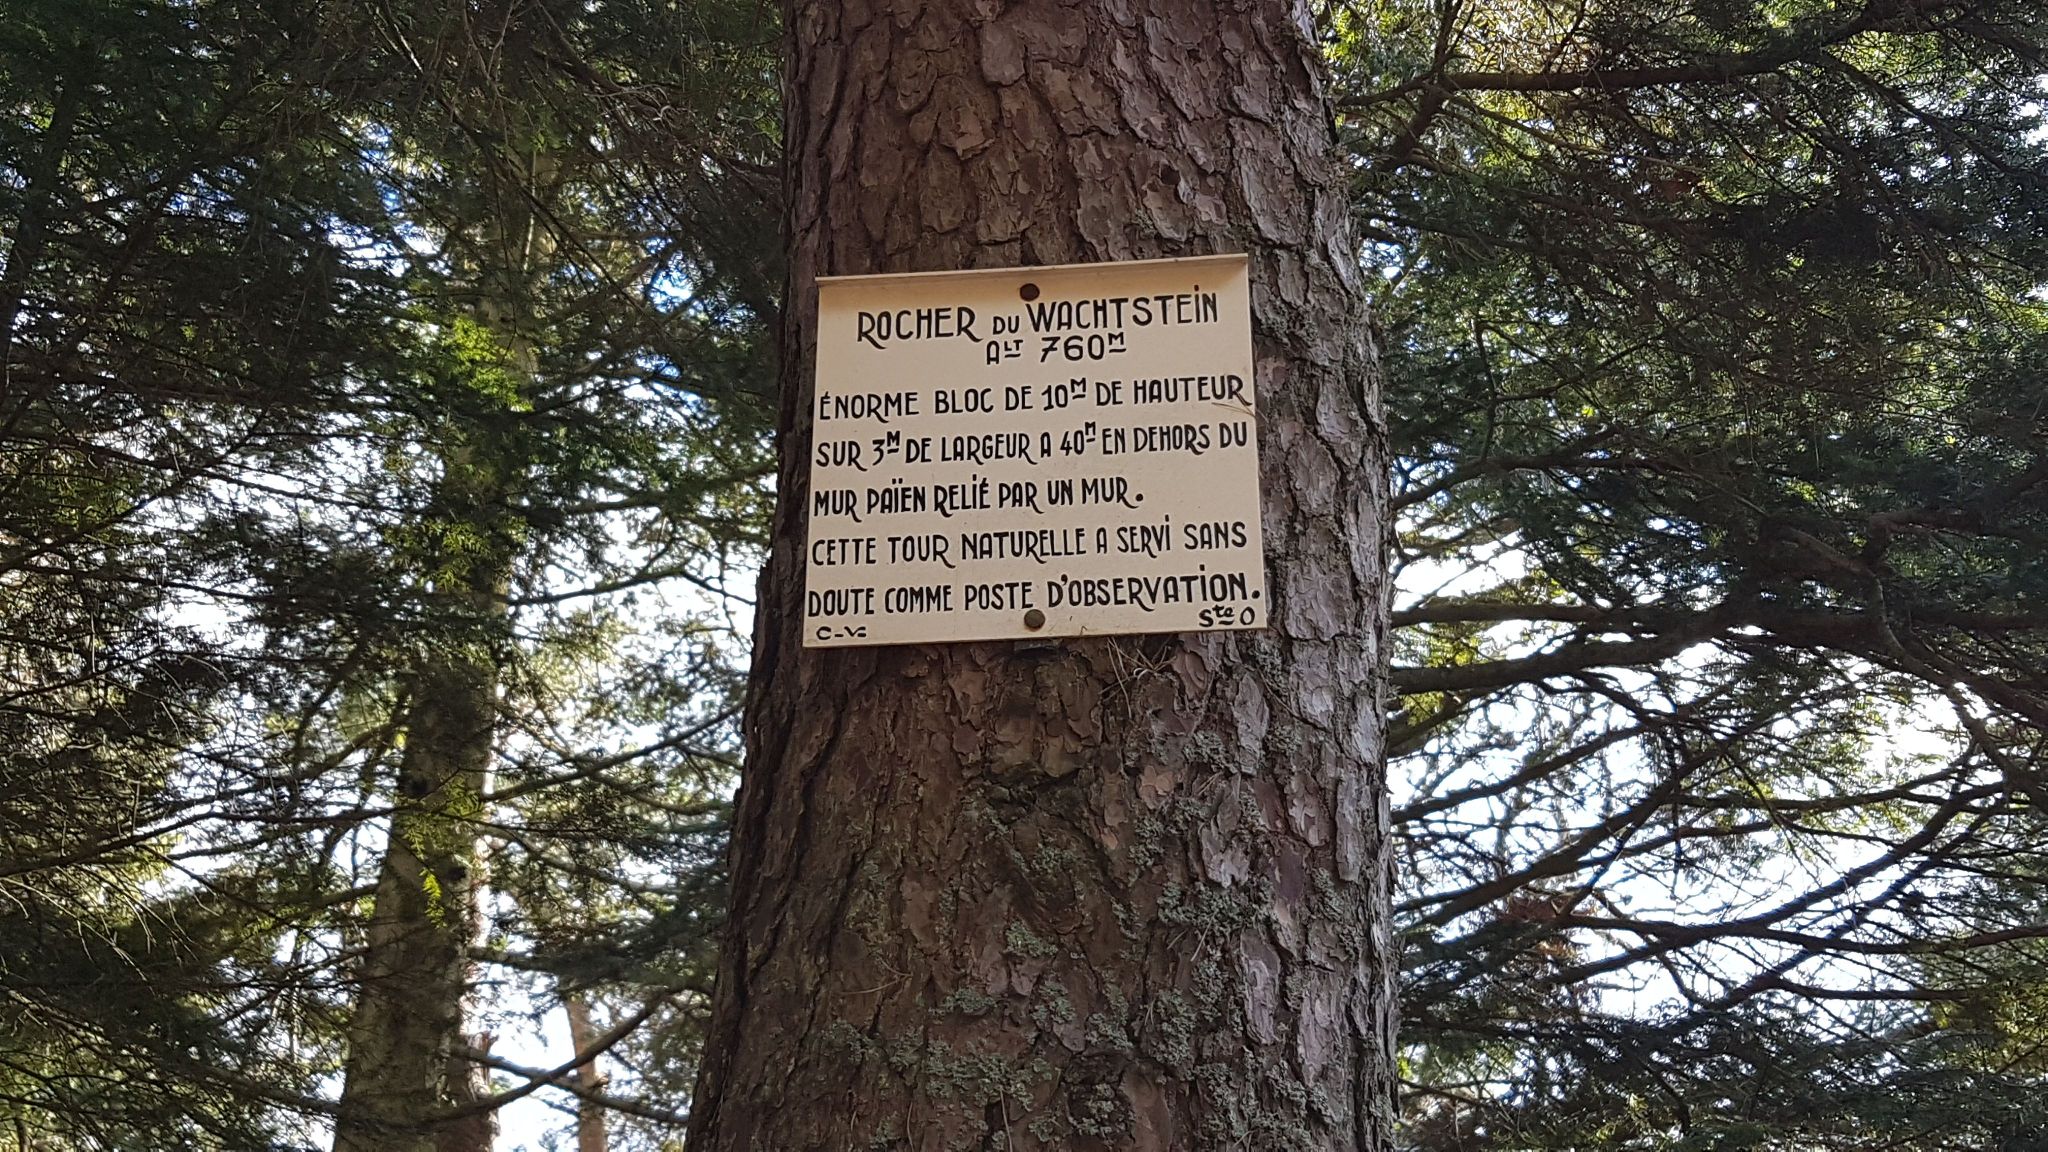 ROCHER DU WACHTSTEIN
ALT 760M
ÉNORME BLOC DE 10M DE HAUTEUR
SUR 3M DE LARGEUR A 40M EN DEHORS DU
MUR PAÏEN RELIÉ PAR UN MUR.
CETTE TOUR NATURELLE A SERVI SANS
DOUTE COMME POSTE D'OBSERVATION.
Ste O